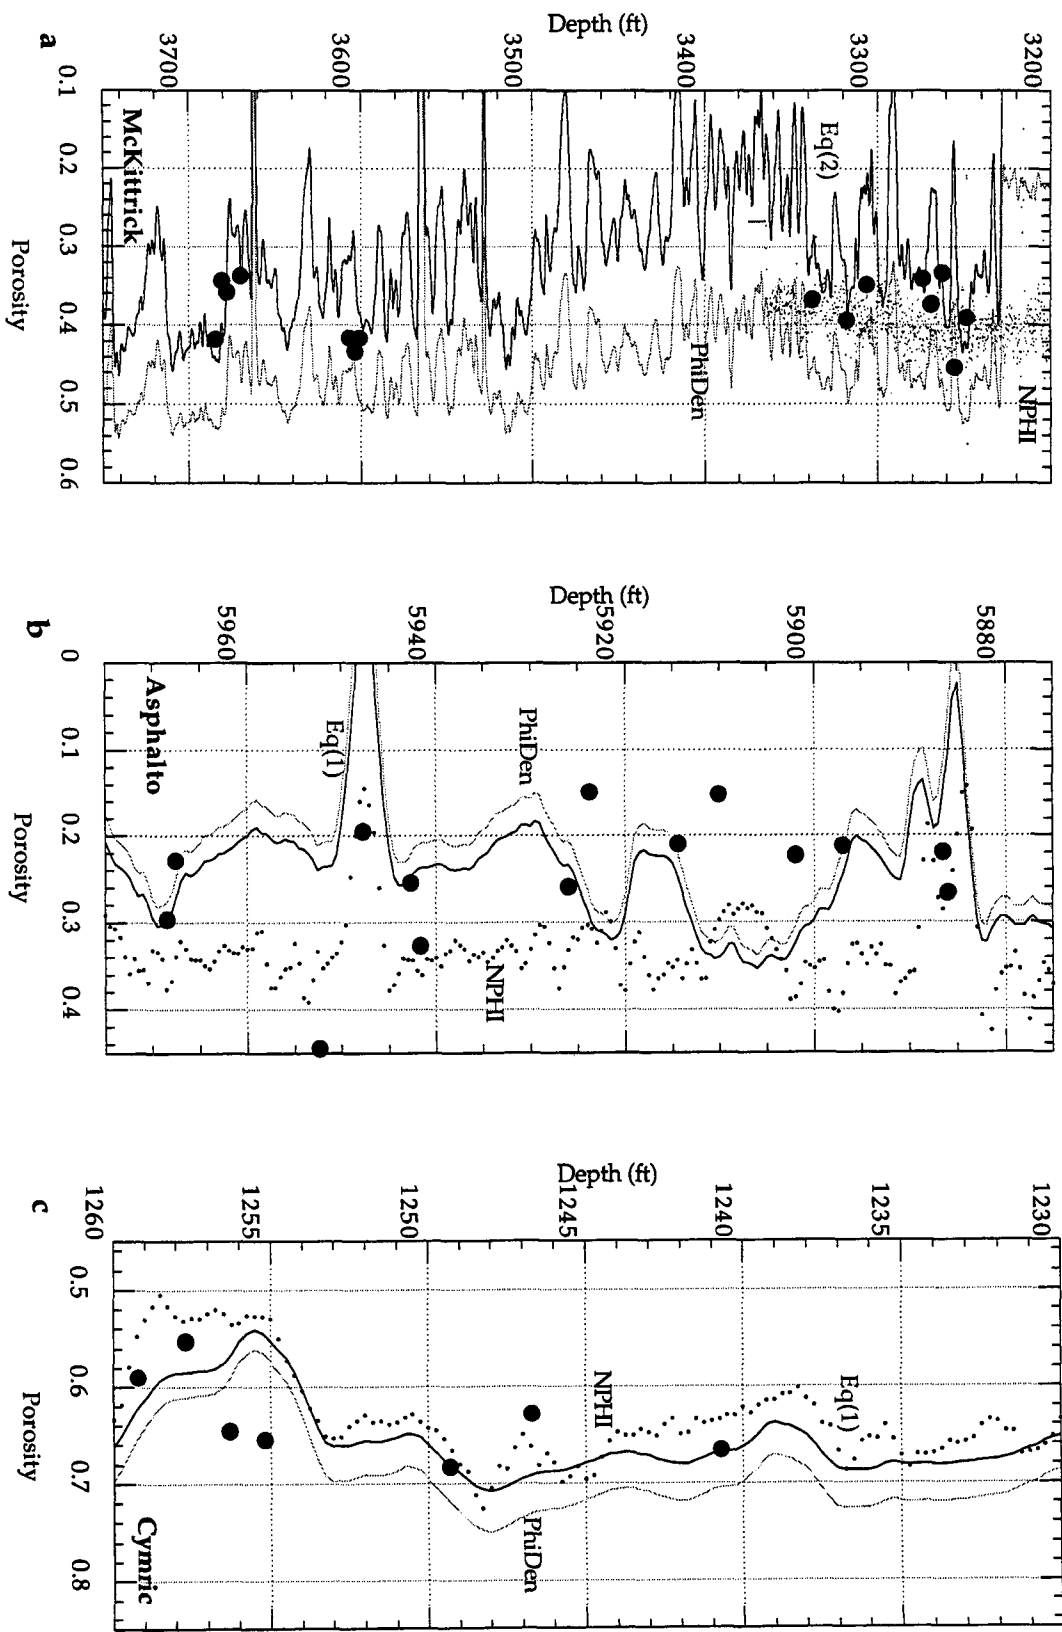 a
Depth (ft)
3700
3600
3500
3400
3300
3200
0.1
0.2
0.3
0.4
0.5
0.6
Porosity
McKittrick
Eq(2)
PhiDen
NPHI
b
Depth (ft)
5960
5940
5920
5900
5880
0
0.1
0.2
0.3
0.4
Porosity
Asphalto
Eq(1)
PhiDen
NPHI
c
Depth (ft)
1260
1255
1250
1245
1240
1235
1230
0.5
0.6
0.7
0.8
Porosity
Cymric
NPHI
Eq(1)
PhiDen